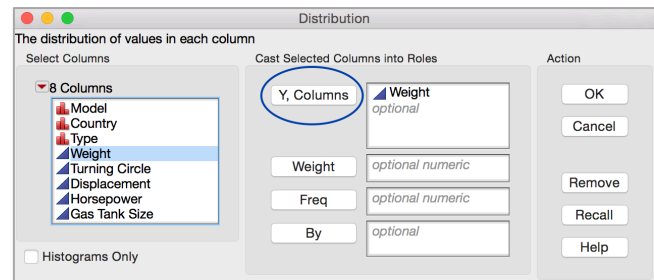 Distribution
The distribution of values in each column
Select Columns
8 Columns
Model
Country
Type
Weight
Turning Circle
Displacement
Horsepower
Gas Tank Size
Histograms Only
Cast Selected Columns into Roles
Y, Columns
Weight
optional
Weight
optional numeric
Freq
optional numeric
By
optional
Action
OK
Cancel
Remove
Recall
Help